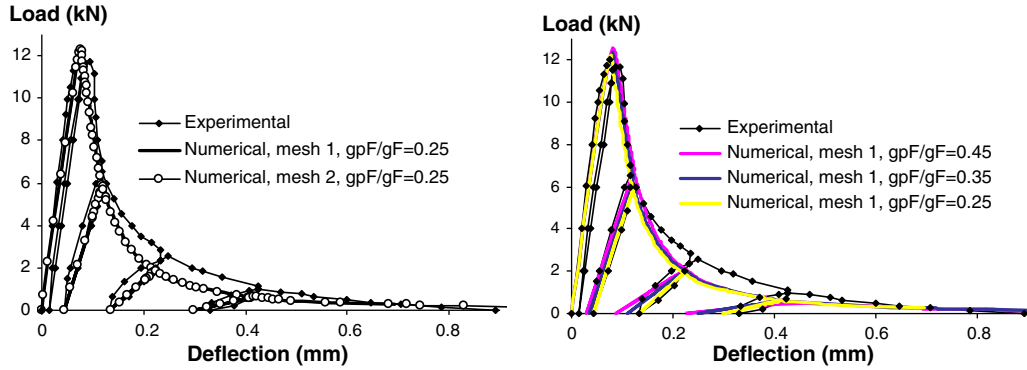 Load (kN)
12
10
8
6
4
2
0
0
0.2
0.4
0.6
0.8
Deflection (mm)
Experimental
Numerical, mesh 1, gpF/gF=0.25
Numerical, mesh 2, gpF/gF=0.25
Load (kN)
12
10
8
6
4
2
0
0
0.2
0.4
0.6
0.8
Deflection (mm)
Experimental
Numerical, mesh 1, gpF/gF=0.45
Numerical, mesh 1, gpF/gF=0.35
Numerical, mesh 1, gpF/gF=0.25